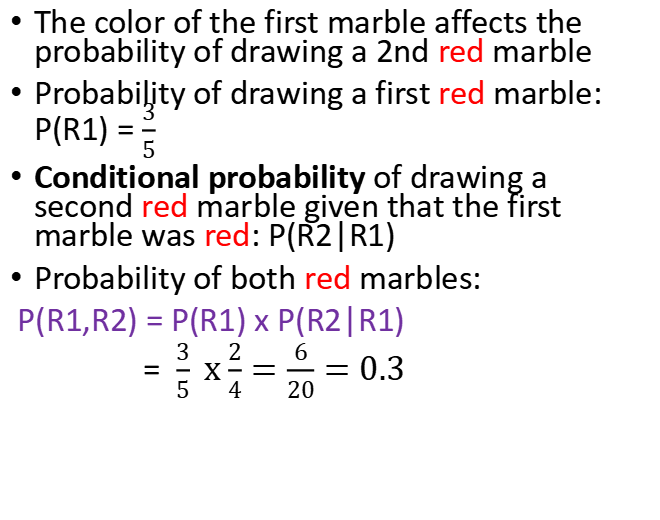 • The color of the first marble affects the
probability of drawing a 2nd red marble
• Probability of drawing a first red marble:
P(R1) = 3/5
• Conditional probability of drawing a
second red marble given that the first
marble was red: P(R2|R1)
• Probability of both red marbles:
P(R1,R2) = P(R1) x P(R2|R1)
= 3/5 x 2/4 = 6/20 = 0.3